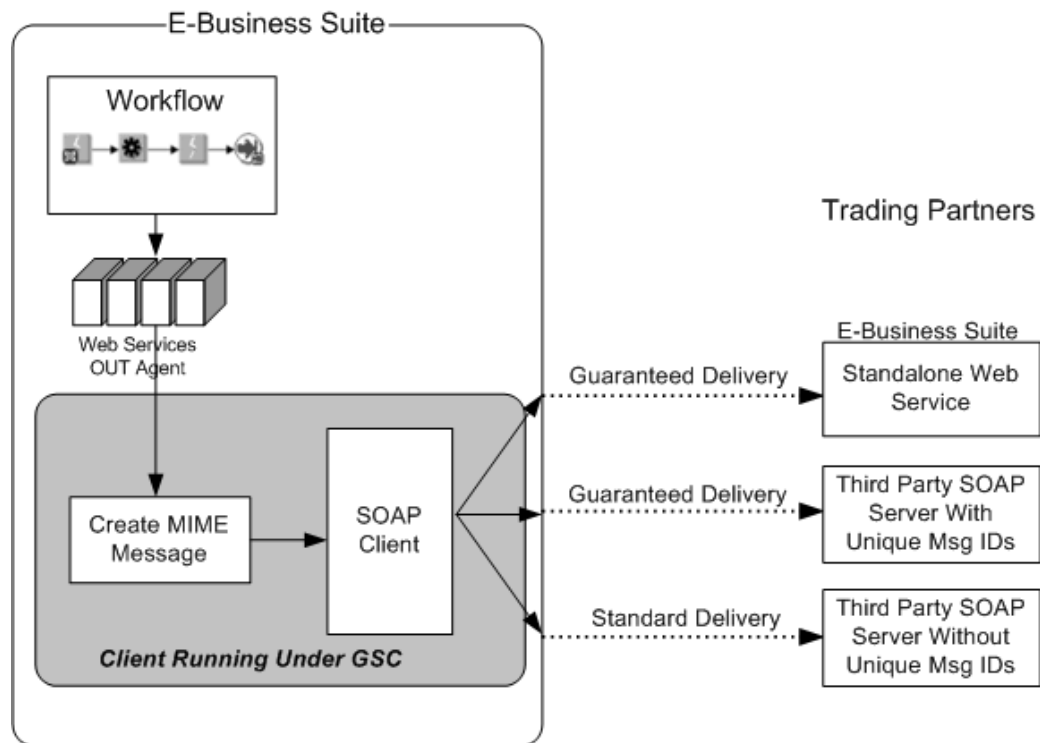 E-Business Suite
Workflow
Web Services
OUT Agent
Create MIME
Message
SOAP
Client
Client Running Under GSC
Guaranteed Delivery
Guaranteed Delivery
Standard Delivery
Trading Partners
E-Business Suite
Standalone Web
Service
Third Party SOAP
Server With
Unique Msg IDs
Third Party SOAP
Server Without
Unique Msg IDs